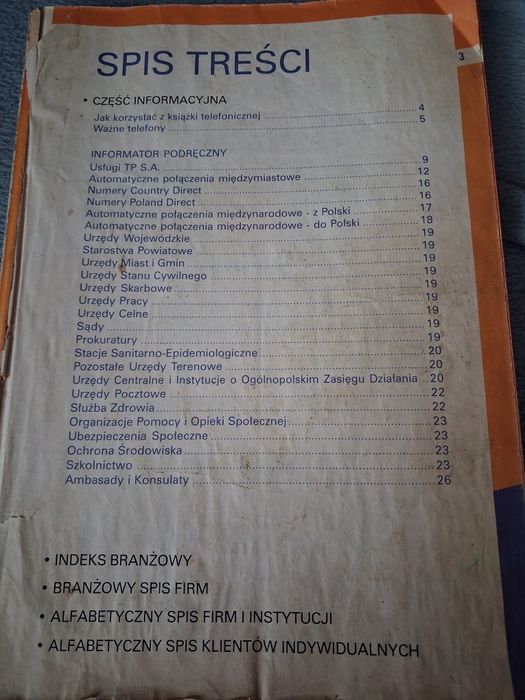 3
SPIS TREŚCI
• CZĘŚĆ INFORMACYJNA
Jak korzystać z książki telefonicznej 4
Ważne telefony 5
INFORMATOR PODRĘCZNY
Usługi TP S.A. 9
Automatyczne połączenia międzymiastowe 12
Numery Country Direct 16
Numery Poland Direct 16
Automatyczne połączenia międzynarodowe - z Polski 17
Automatyczne połączenia międzynarodowe - do Polski 18
Urzędy Wojewódzkie 19
Starostwa Powiatowe 19
Urzędy Miast i Gmin 19
Urzędy Stanu Cywilnego 19
Urzędy Skarbowe 19
Urzędy Pracy 19
Urzędy Celne 19
Sądy 19
Prokuratury 19
Stacje Sanitarno-Epidemiologiczne 20
Pozostałe Urzędy Terenowe 20
Urzędy Centralne i Instytucje o Ogólnopolskim Zasięgu Działania 20
Urzędy Pocztowe 22
Służba Zdrowia 22
Organizacje Pomocy i Opieki Społecznej 23
Ubezpieczenia Społeczne 23
Ochrona Środowiska 23
Szkolnictwo 23
Ambasady i Konsulaty 26
• INDEKS BRANŻOWY
• BRANŻOWY SPIS FIRM
• ALFABETYCZNY SPIS FIRM I INSTYTUCJI
• ALFABETYCZNY SPIS KLIENTÓW INDYWIDUALNYCH